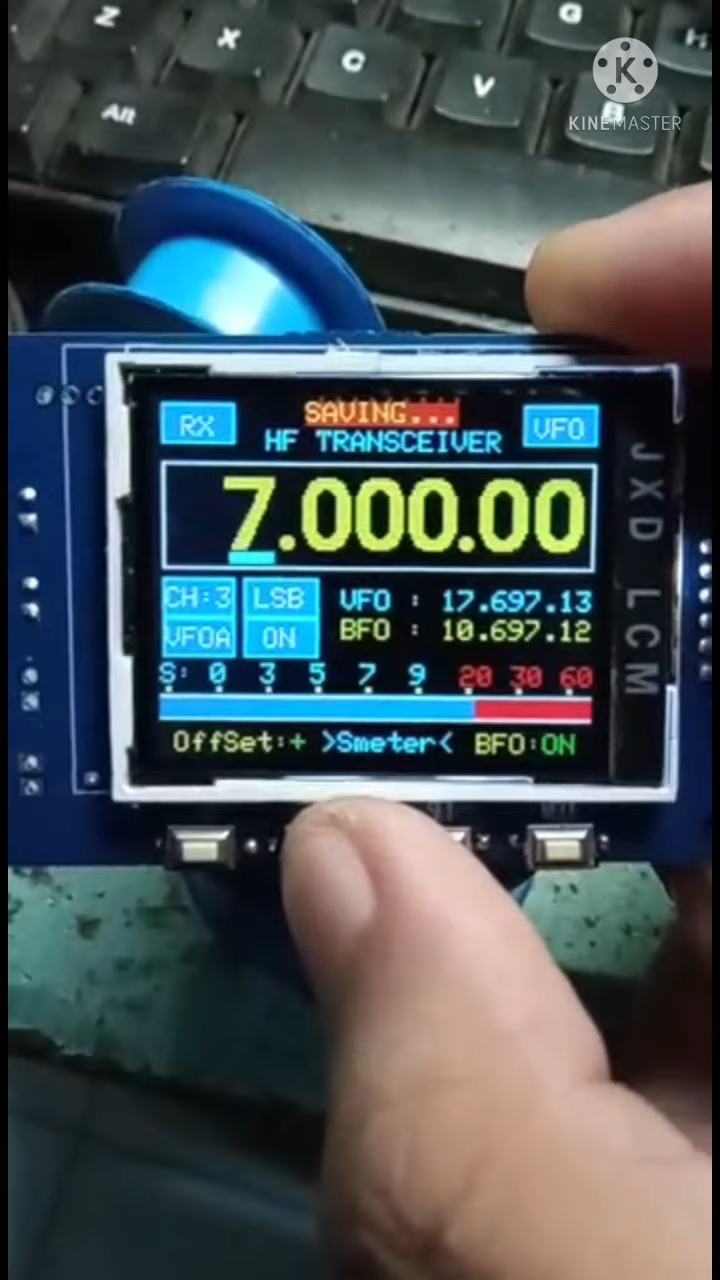 Z X C V G H
Alt B
K
KINEMASTER
RX SAVING... VFO
HF TRANSCEIVER
7.000.00
CH:3 LSB VFO : 17.697.13
VFOA ON BFO : 10.697.12
S: 0 3 5 7 9 20 30 60
OffSet:+ >Smeter< BFO:ON
JXD LCM